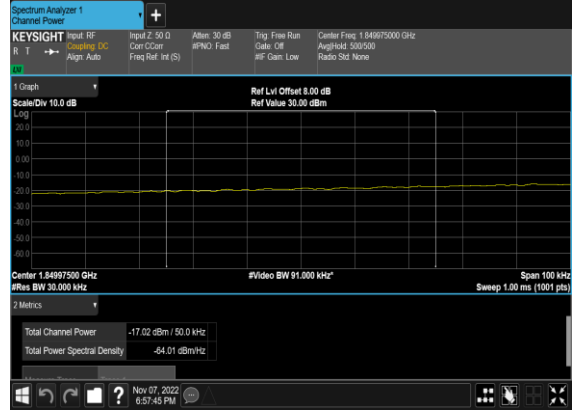 Spectrum Analyzer 1
Channel Power
+
KEYSIGHT
R T
Input: RF
Coupling: DC
Align: Auto
Input Z: 50 Ω
Corr CCorr
Freq Ref: Int (S)
Atten: 30 dB
#PNO: Fast
Trig: Free Run
Gate: Off
#IF Gain: Low
Center Freq: 1.849975000 GHz
Avg|Hold: 500/500
Radio Std: None
1 Graph
Scale/Div 10.0 dB
Ref Lvl Offset 8.00 dB
Ref Value 30.00 dBm
Log
20.0
10.0
0.00
-10.0
-20.0
-30.0
-40.0
-50.0
-60.0
Center 1.84997500 GHz
#Res BW 30.000 kHz
#Video BW 91.000 kHz*
Span 100 kHz
Sweep 1.00 ms (1001 pts)
2 Metrics
Total Channel Power -17.02 dBm / 50.0 kHz
Total Power Spectral Density -64.01 dBm/Hz
?
Nov 07, 2022
6:57:45 PM